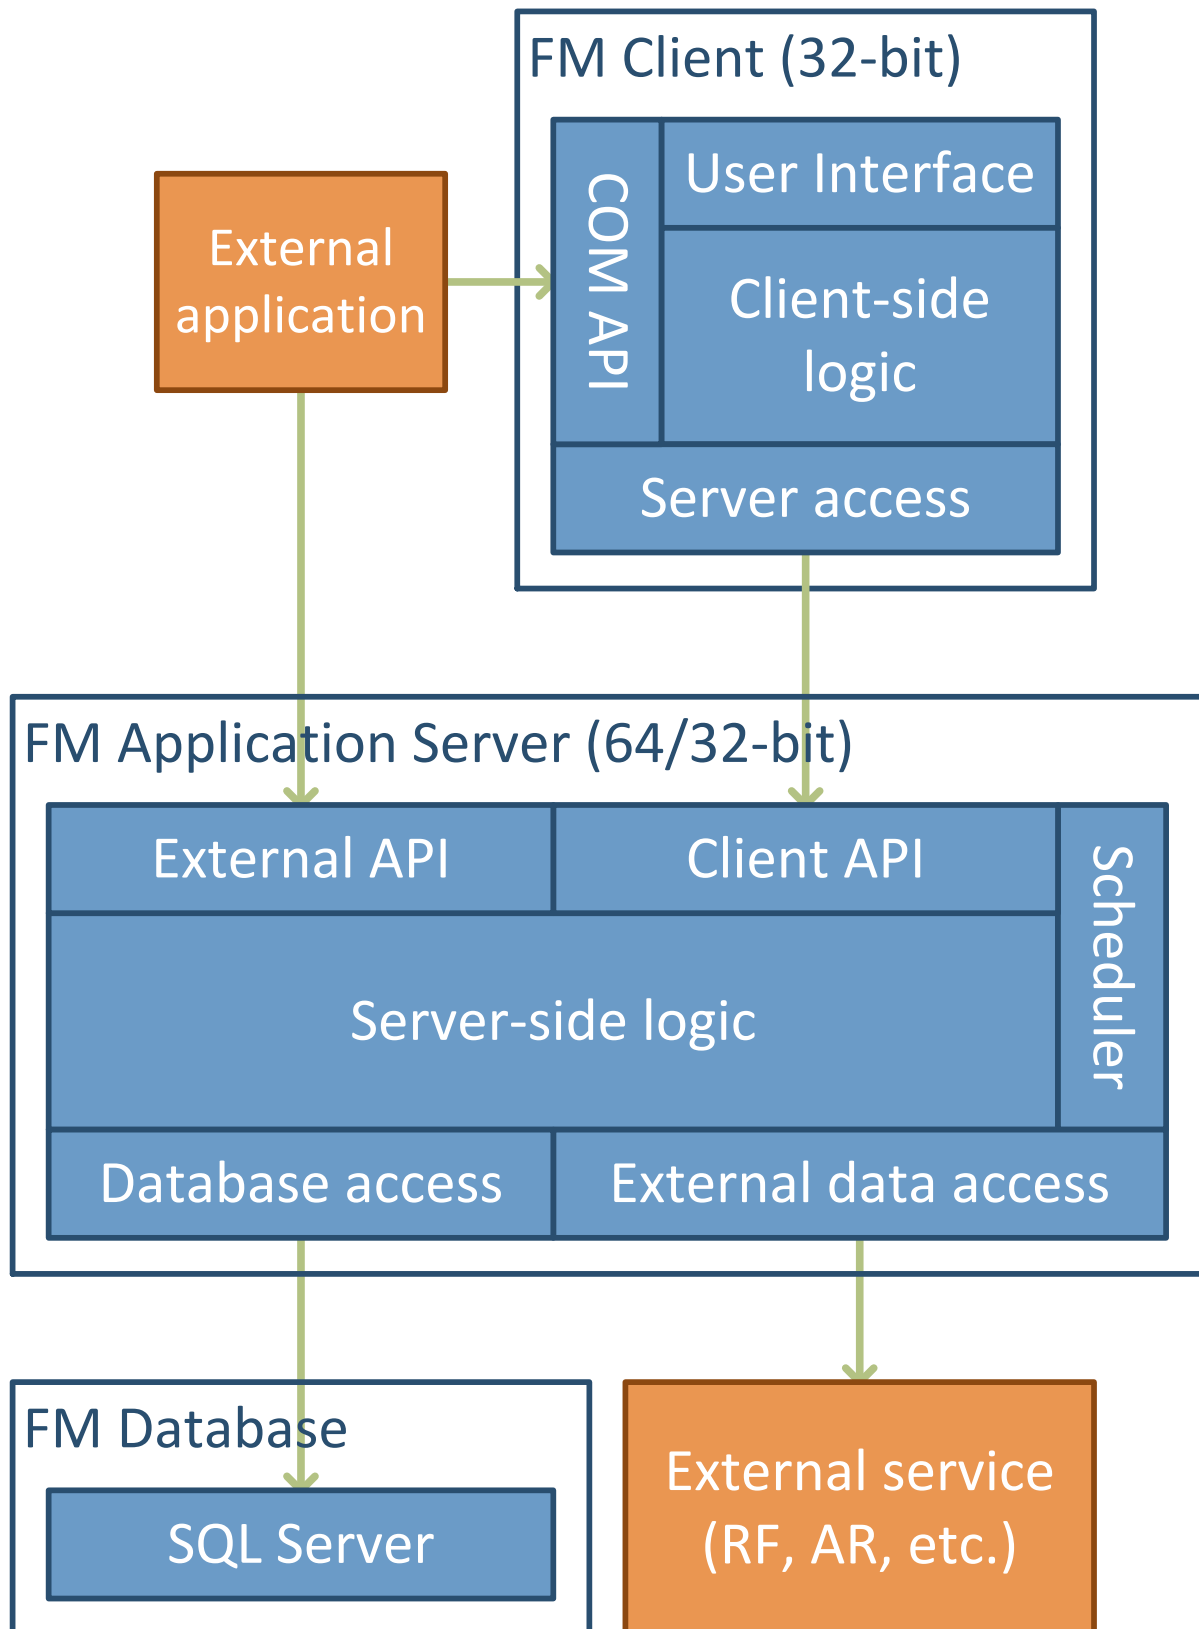 FM Client (32-bit)
COM API
User Interface
Client-side
logic
Server access
External
application
FM Application Server (64/32-bit)
External API
Client API
Scheduler
Server-side logic
Database access
External data access
FM Database
SQL Server
External service
(RF, AR, etc.)